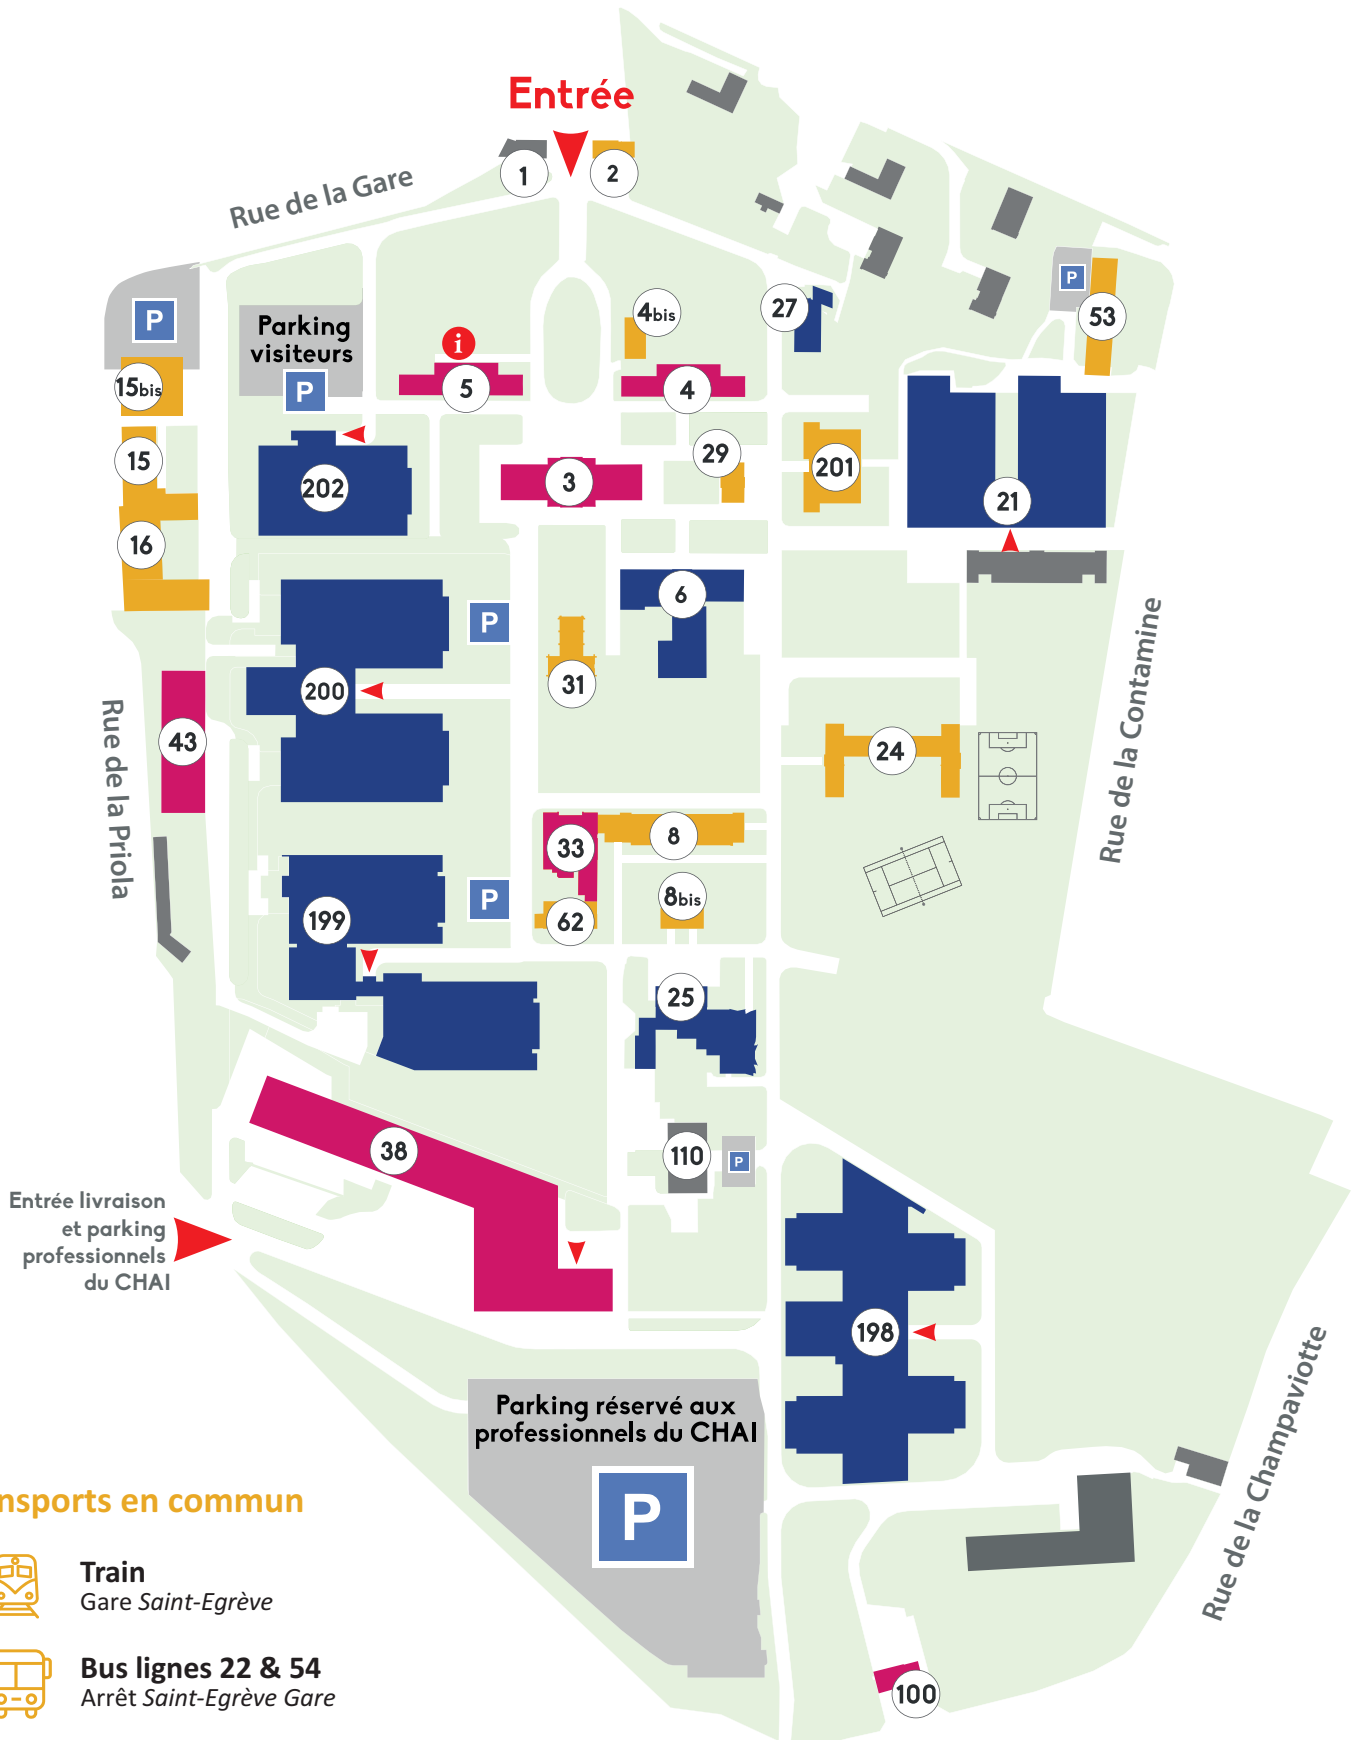 Entrée
1
2
Rue de la Gare
P
Parking
visiteurs
P
i
4bis
27
P
53
15bis
5
4
15
202
3
29
201
21
16
6
P
200
31
43
24
Rue de la Priola
Rue de la Contamine
33
8
199
P
62
8bis
25
38
110
P
Entrée livraison
et parking
professionnels
du CHAI
198
Parking réservé aux
professionnels du CHAI
P
Rue de la Champaviotte
nsports en commun
Train
Gare Saint-Egrève
Bus lignes 22 & 54
Arrêt Saint-Egrève Gare
100